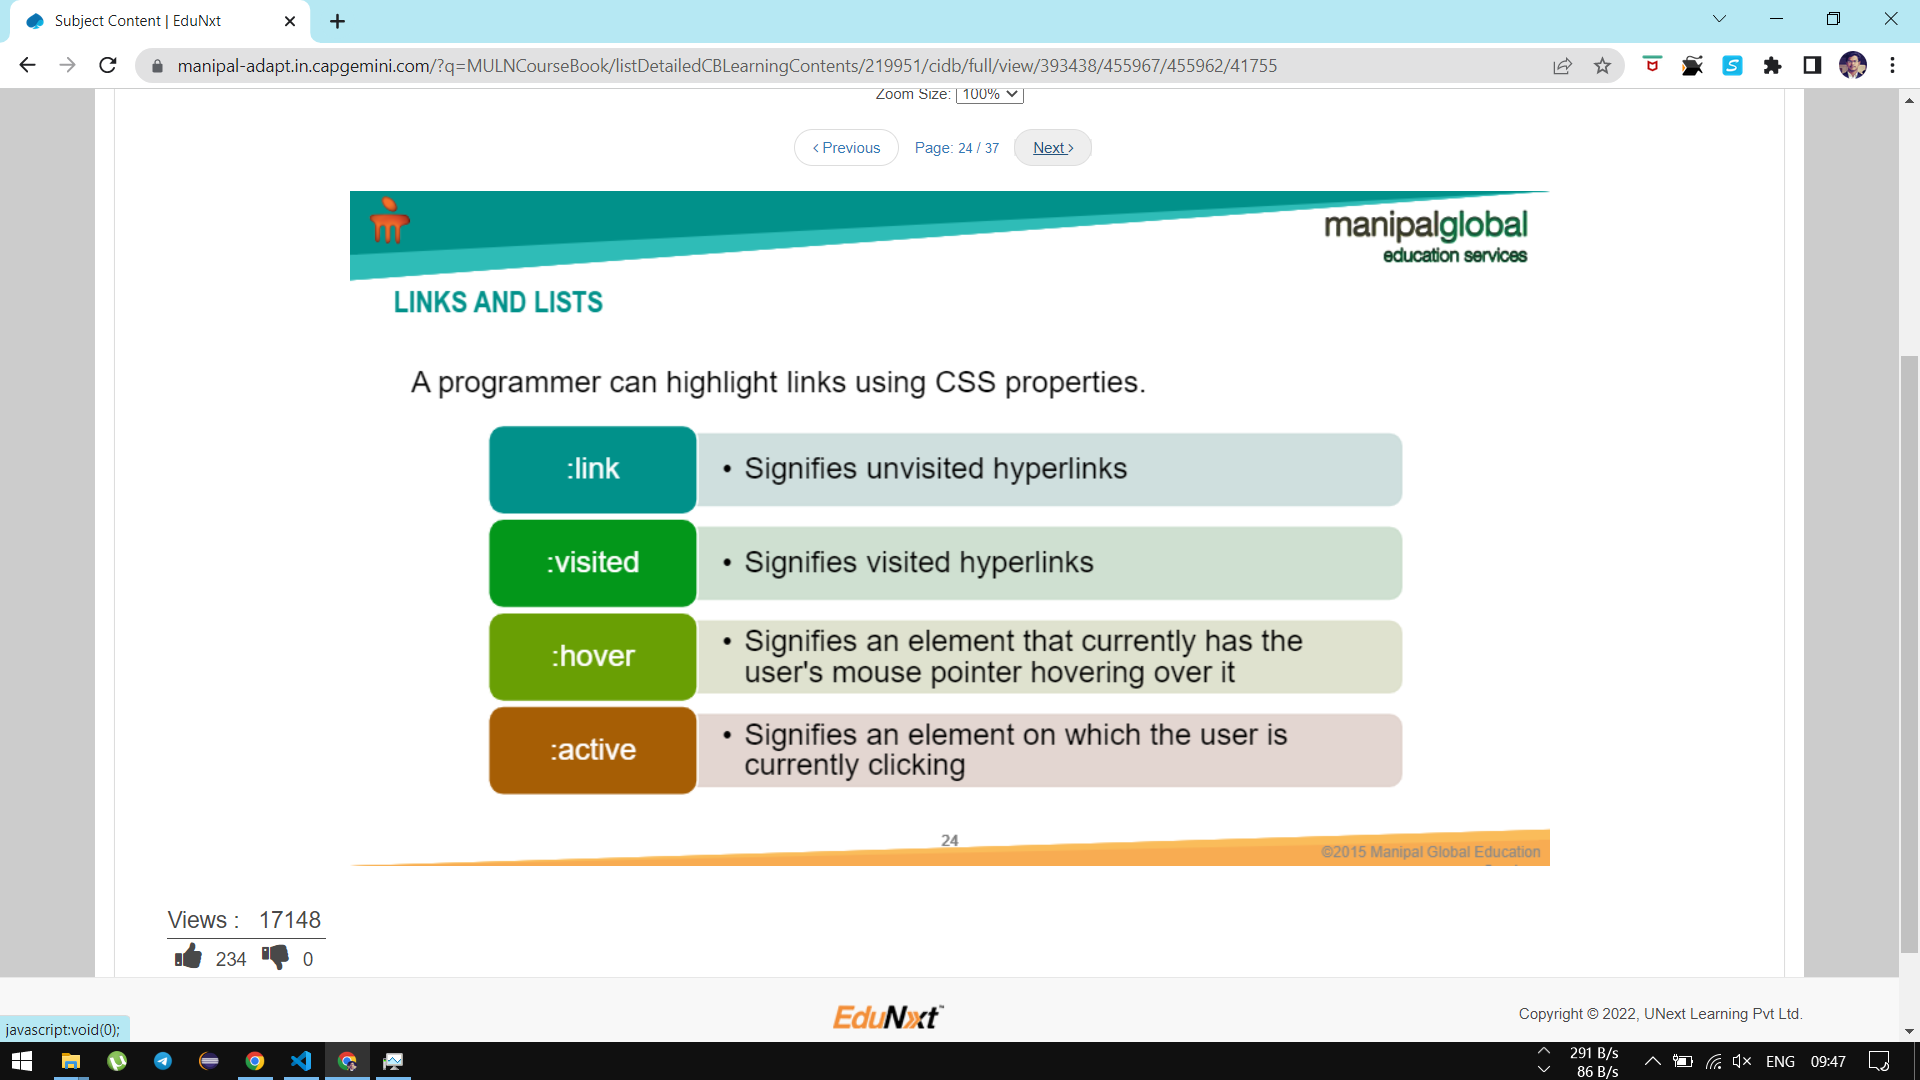 Subject Content | EduNxt
manipal-adapt.in.capgemini.com/?q=MULNCourseBook/listDetailedCBLearningContents/219951/cidb/full/view/393438/455967/455962/41755
Zoom Size: 100%
‹ Previous Page: 24 / 37 Next ›
manipalglobal
education services
LINKS AND LISTS
A programmer can highlight links using CSS properties.
:link • Signifies unvisited hyperlinks
:visited • Signifies visited hyperlinks
:hover • Signifies an element that currently has the
user's mouse pointer hovering over it
:active • Signifies an element on which the user is
currently clicking
24
©2015 Manipal Global Education
Views : 17148
234 0
EduNxt™
Copyright © 2022, UNext Learning Pvt Ltd.
javascript:void(0);
291 B/s
86 B/s
ENG 09:47